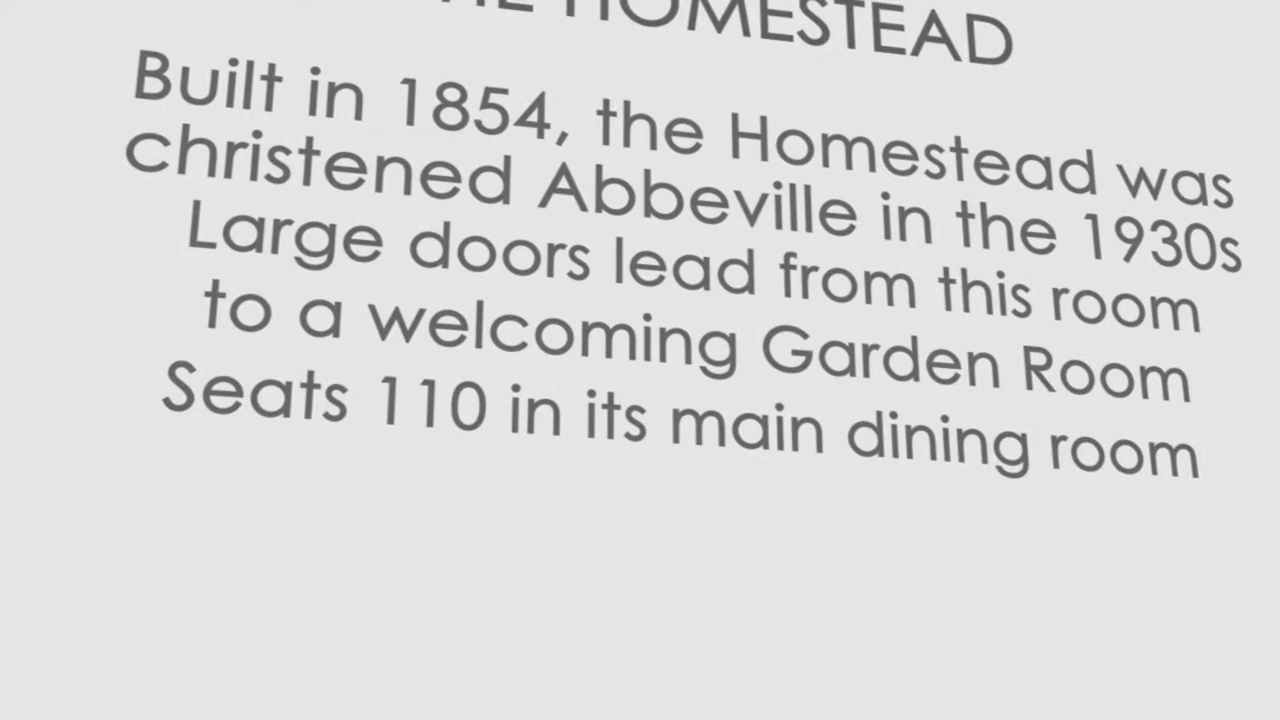 HOMESTEAD
Built in 1854, the Homestead was
christened Abbeville in the 1930s
Large doors lead from this room
to a welcoming Garden Room
Seats 110 in its main dining room